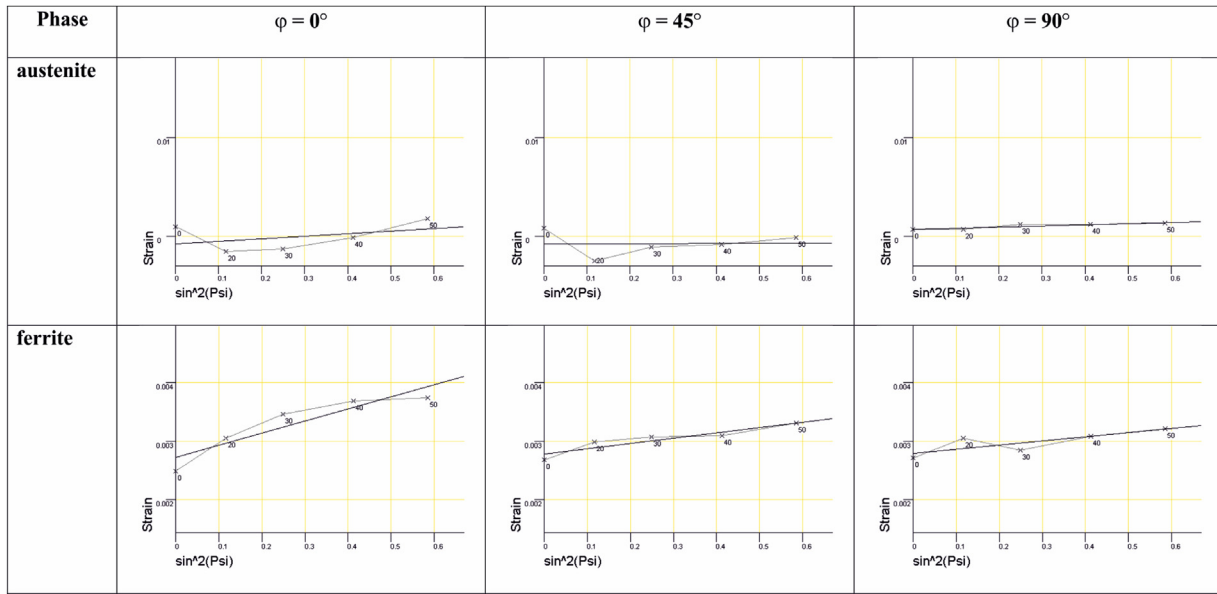 Phase φ = 0° φ = 45° φ = 90°
austenite
0.01 0.01 0.01
0 0 0
0 20 30 40 50 0 20 30 40 50 0 20 30 40 50
Strain Strain Strain
0 0.1 0.2 0.3 0.4 0.5 0.6 0 0.1 0.2 0.3 0.4 0.5 0.6 0 0.1 0.2 0.3 0.4 0.5 0.6
sin^2(Psi) sin^2(Psi) sin^2(Psi)
ferrite
0.004 0.004 0.004
0.003 0.003 0.003
0.002 0.002 0.002
0 20 30 40 50 0 20 30 40 50 0 20 30 40 50
Strain Strain Strain
0 0.1 0.2 0.3 0.4 0.5 0.6 0 0.1 0.2 0.3 0.4 0.5 0.6 0 0.1 0.2 0.3 0.4 0.5 0.6
sin^2(Psi) sin^2(Psi) sin^2(Psi)